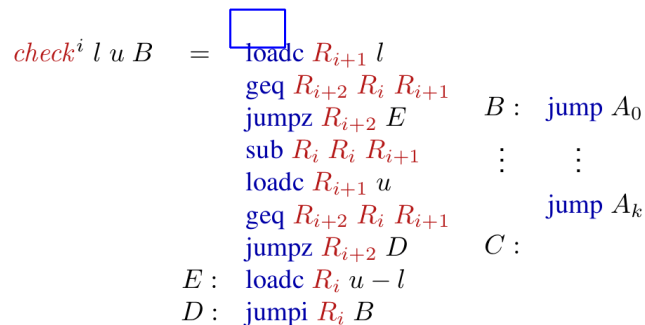 check^i l u B = loadc R_{i+1} l
geq R_{i+2} R_i R_{i+1}
jumpz R_{i+2} E
sub R_i R_i R_{i+1}
loadc R_{i+1} u
geq R_{i+2} R_i R_{i+1}
jumpz R_{i+2} D
E : loadc R_i u − l
D : jumpi R_i B
B : jump A_0
⋮ ⋮
jump A_k
C :